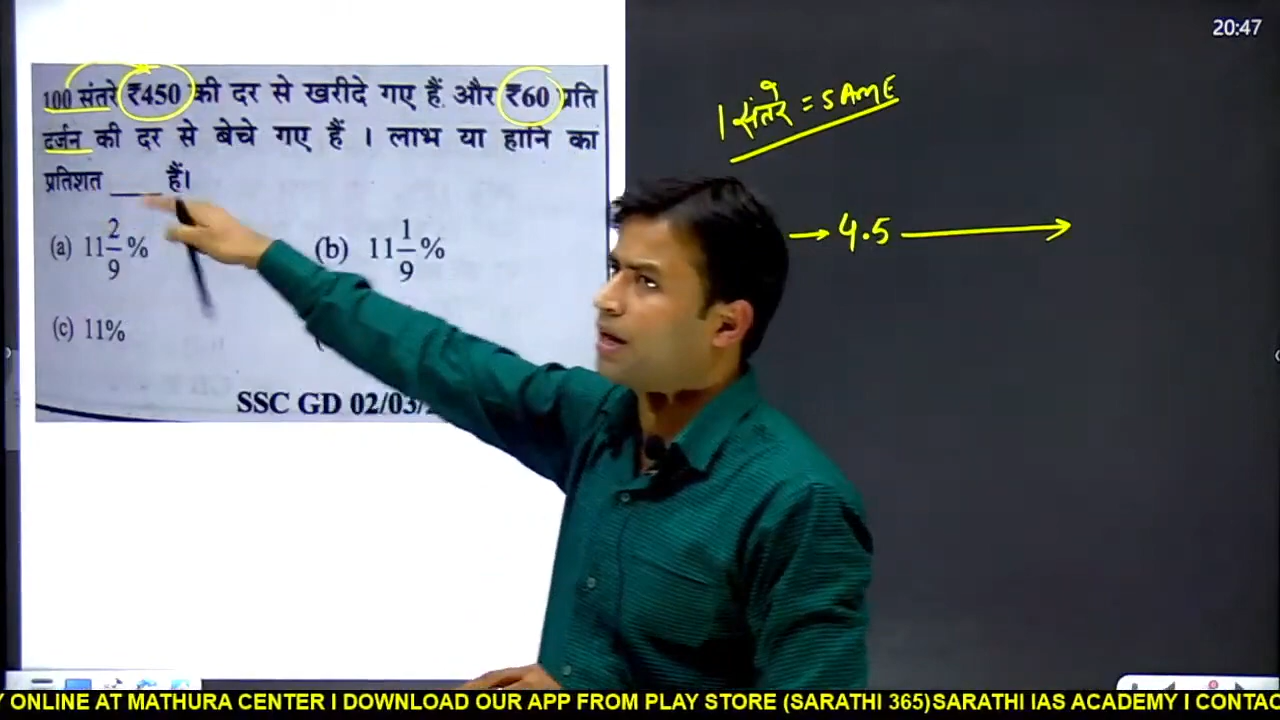 20:47
100 संतरे ₹450 की दर से खरीदे गए हैं और ₹60 प्रति
दर्जन की दर से बेचे गए हैं । लाभ या हानि का
प्रतिशत ____ हैं।
(a) 11 2/9 % (b) 11 1/9 %
(c) 11%
SSC GD 02/03/
1 संतरे = SAME
→ 4.5 →
Y ONLINE AT MATHURA CENTER I DOWNLOAD OUR APP FROM PLAY STORE (SARATHI 365)SARATHI IAS ACADEMY I CONTAC